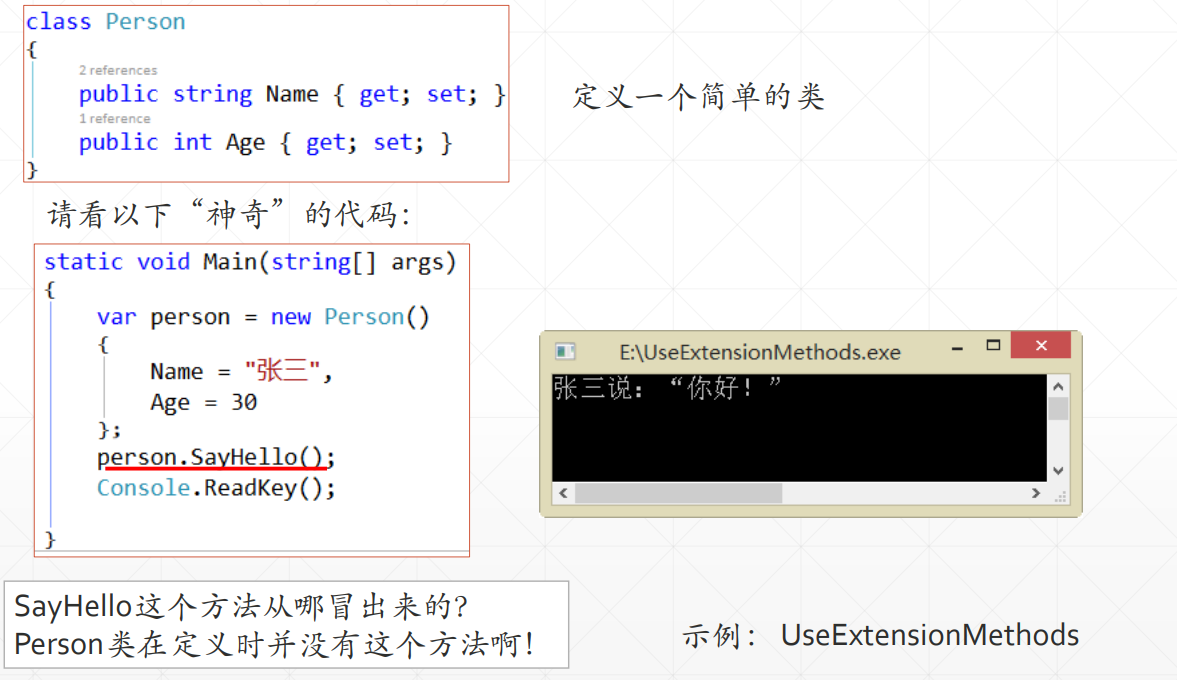 class Person
{
2 references
public string Name { get; set; }
1 reference
public int Age { get; set; }
}
定义一个简单的类
请看以下“神奇”的代码：
static void Main(string[] args)
{
var person = new Person()
{
Name = "张三",
Age = 30
};
person.SayHello();
Console.ReadKey();
}
E:\UseExtensionMethods.exe
张三说：“你好！”
SayHello这个方法从哪冒出来的？
Person类在定义时并没有这个方法啊！
示例： UseExtensionMethods